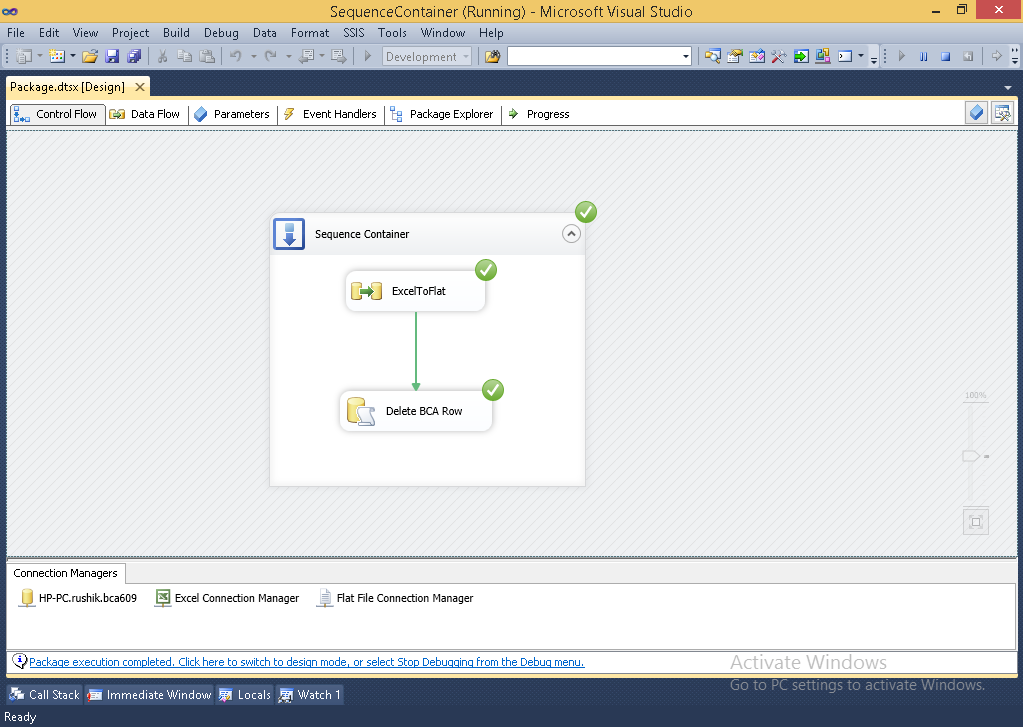 SequenceContainer (Running) - Microsoft Visual Studio
File Edit View Project Build Debug Data Format SSIS Tools Window Help
Development
Package.dtsx [Design]
Control Flow Data Flow Parameters Event Handlers Package Explorer Progress
Sequence Container
ExcelToFlat
Delete BCA Row
100%
Connection Managers
HP-PC.rushik.bca609 Excel Connection Manager Flat File Connection Manager
Package execution completed. Click here to switch to design mode, or select Stop Debugging from the Debug menu.
Activate Windows
Go to PC settings to activate Windows.
Call Stack Immediate Window Locals Watch 1
Ready